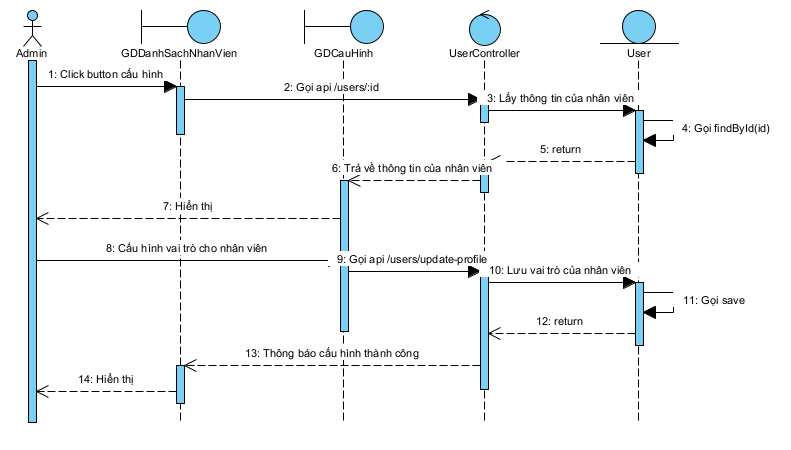 Admin
GDDanhSachNhanVien
GDCauHinh
UserController
User
1: Click button cấu hình
2: Gọi api /users/:id
3: Lấy thông tin của nhân viên
4: Gọi findById(id)
5: return
6: Trả về thông tin của nhân viên
7: Hiển thị
8: Cấu hình vai trò cho nhân viên
9: Gọi api /users/update-profile
10: Lưu vai trò của nhân viên
11: Gọi save
12: return
13: Thông báo cấu hình thành công
14: Hiển thị